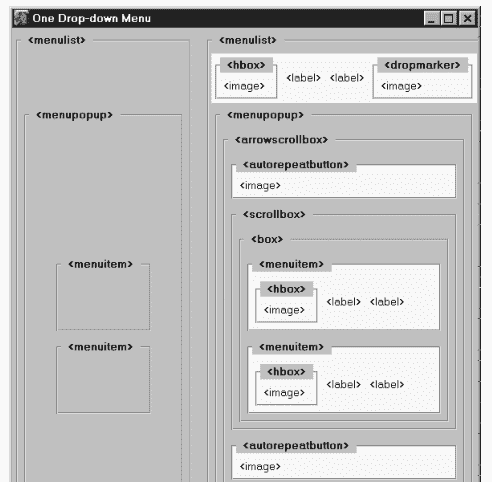 One Drop-down Menu
<menulist>
<menupopup>
<menuitem>
<menuitem>
<menulist>
<hbox>
<image>
<label> <label>
<dropmarker>
<image>
<menupopup>
<arrowscrollbox>
<autorepeatbutton>
<image>
<scrollbox>
<box>
<menuitem>
<hbox>
<image>
<label> <label>
<menuitem>
<hbox>
<image>
<label> <label>
<autorepeatbutton>
<image>